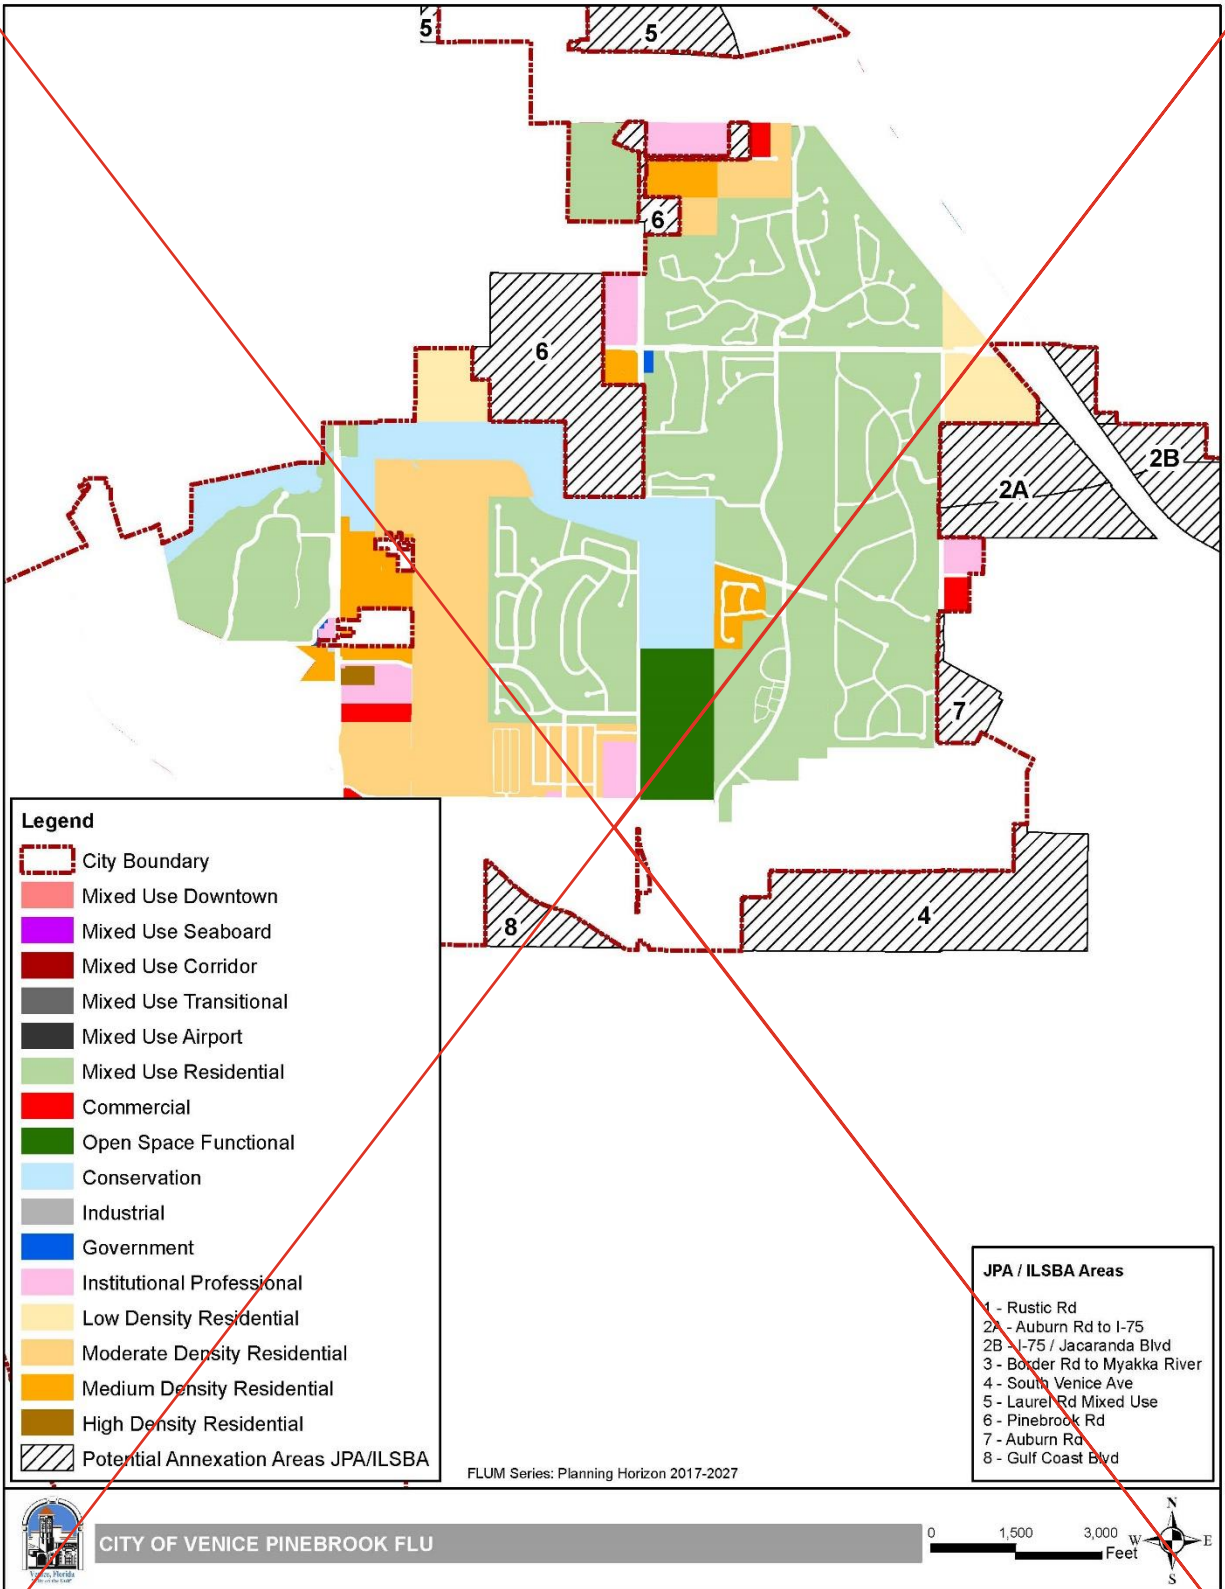 5
5
6
6
2B
2A
7
4
8
Legend
City Boundary
Mixed Use Downtown
Mixed Use Seaboard
Mixed Use Corridor
Mixed Use Transitional
Mixed Use Airport
Mixed Use Residential
Commercial
Open Space Functional
Conservation
Industrial
Government
Institutional Professional
Low Density Residential
Moderate Density Residential
Medium Density Residential
High Density Residential
Potential Annexation Areas JPA/ILSBA
FLUM Series: Planning Horizon 2017-2027
JPA / ILSBA Areas
1 - Rustic Rd
2A - Auburn Rd to I-75
2B - I-75 / Jacaranda Blvd
3 - Border Rd to Myakka River
4 - South Venice Ave
5 - Laurel Rd Mixed Use
6 - Pinebrook Rd
7 - Auburn Rd
8 - Gulf Coast Blvd
Venice, Florida
CITY OF VENICE PINEBROOK FLU
0 1,500 3,000
Feet
N
W E
S